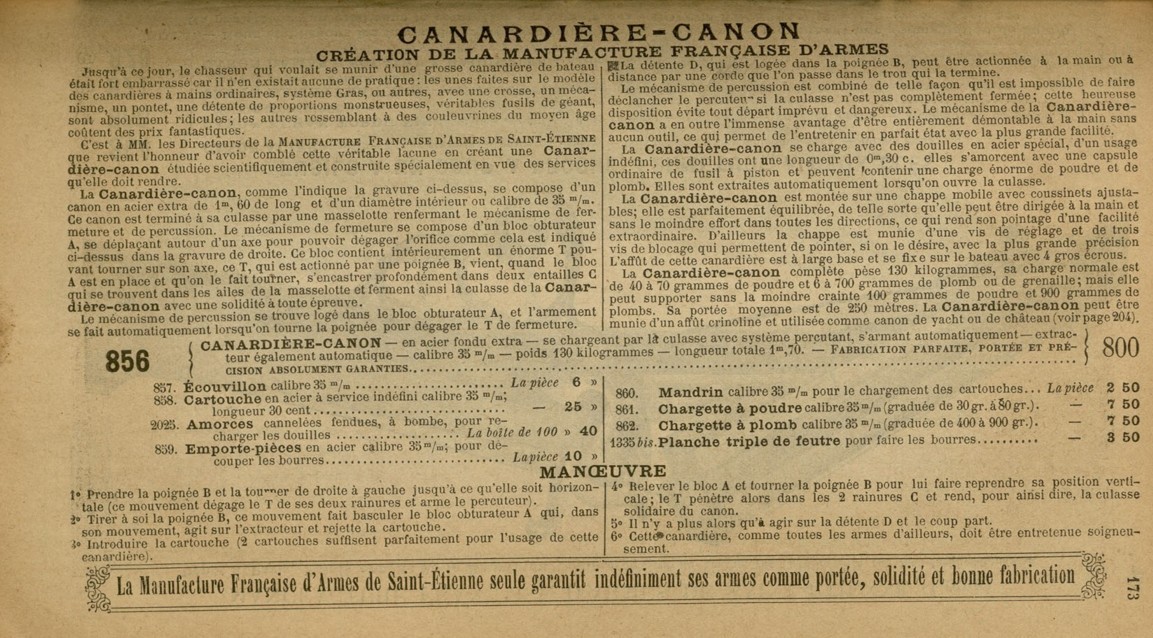 CANARDIÈRE-CANON
CRÉATION DE LA MANUFACTURE FRANÇAISE D'ARMES
Jusqu'à ce jour, le chasseur qui voulait se munir d'une grosse canardière de bateau
était fort embarrassé car il n'en existait aucune de pratique : les unes faites sur le modèle
des canardières à mains ordinaires, système Gras, ou autres, avec une crosse, un méca-
nisme, un pontet, une détente de proportions monstrueuses, véritables fusils de géant,
sont absolument ridicules ; les autres ressemblant à des couleuvrines du moyen âge
coûtent des prix fantastiques.
C'est à MM. les Directeurs de la MANUFACTURE FRANÇAISE D'ARMES DE SAINT-ÉTIENNE
que revient l'honneur d'avoir comblé cette véritable lacune en créant une Canar-
dière-canon étudiée scientifiquement et construite spécialement en vue des services
qu'elle doit rendre.
La Canardière-canon, comme l'indique la gravure ci-dessus, se compose d'un
canon en acier extra de 1m, 60 de long et d'un diamètre intérieur ou calibre de 35 m/m.
Ce canon est terminé à sa culasse par une masselotte renfermant le mécanisme de fer-
meture et de percussion. Le mécanisme de fermeture se compose d'un bloc obturateur
A, se déplaçant autour d'un axe pour pouvoir dégager l'orifice comme cela est indiqué
ci-dessus dans la gravure de droite. Ce bloc contient intérieurement un énorme T pou-
vant tourner sur son axe, ce T, qui est actionné par une poignée B, vient, quand le bloc
A est en place et qu'on le fait tourner, s'encastrer profondément dans deux entailles C
qui se trouvent dans les ailes de la masselotte et ferment ainsi la culasse de la Canar-
dière-canon avec une solidité à toute épreuve.
Le mécanisme de percussion se trouve logé dans le bloc obturateur A, et l'armement
se fait automatiquement lorsqu'on tourne la poignée pour dégager le T de fermeture.
La détente D, qui est logée dans la poignée B, peut être actionnée à la main ou à
distance par une corde que l'on passe dans le trou qui la termine.
Le mécanisme de percussion est combiné de telle façon qu'il est impossible de faire
déclancher le percuteur si la culasse n'est pas complètement fermée ; cette heureuse
disposition évite tout départ imprévu et dangereux. Le mécanisme de la Canardière-
canon a en outre l'immense avantage d'être entièrement démontable à la main sans
aucun outil, ce qui permet de l'entretenir en parfait état avec la plus grande facilité.
La Canardière-canon se charge avec des douilles en acier spécial, d'un usage
indéfini, ces douilles ont une longueur de 0m,30 c. elles s'amorcent avec une capsule
ordinaire de fusil à piston et peuvent contenir une charge énorme de poudre et de
plomb. Elles sont extraites automatiquement lorsqu'on ouvre la culasse.
La Canardière-canon est montée sur une chappe mobile avec coussinets ajusta-
bles ; elle est parfaitement équilibrée, de telle sorte qu'elle peut être dirigée à la main et
sans le moindre effort dans toutes les directions, ce qui rend son pointage d'une facilité
extraordinaire. D'ailleurs la chappe est munie d'une vis de réglage et de trois
vis de blocage qui permettent de pointer, si on le désire, avec la plus grande précision
L'affût de cette canardière est à large base et se fixe sur le bateau avec 4 gros écrous.
La Canardière-canon complète pèse 130 kilogrammes, sa charge normale est
de 40 à 70 grammes de poudre et 6 à 700 grammes de plomb ou de grenaille ; mais elle
peut supporter sans la moindre crainte 100 grammes de poudre et 900 grammes de
plombs. Sa portée moyenne est de 250 mètres. La Canardière-canon peut être
munie d'un affût crinoline et utilisée comme canon de yacht ou de château (voir page 204).
856 CANARDIÈRE-CANON — en acier fondu extra — se chargeant par la culasse avec système percutant, s'armant automatiquement — extrac-
teur également automatique — calibre 35 m/m — poids 130 kilogrammes — longueur totale 1m,70. — FABRICATION PARFAITE, PORTÉE ET PRÉ-
CISION ABSOLUMENT GARANTIES. 800
857. Écouvillon calibre 35 m/m La pièce 6 »
858. Cartouche en acier à service indéfini calibre 35 m/m;
longueur 30 cent — 25 »
2025. Amorces cannelées fendues, à bombe, pour re-
charger les douilles La boîte de 100 » 40
859. Emporte-pièces en acier calibre 35 m/m; pour dé-
couper les bourres La pièce 10 »
860. Mandrin calibre 35 m/m pour le chargement des cartouches... La pièce 2 50
861. Chargette à poudre calibre 35 m/m (graduée de 30 gr. à 80 gr.). — 7 50
862. Chargette à plomb calibre 35 m/m (graduée de 400 à 900 gr.). — 7 50
1335 bis. Planche triple de feutre pour faire les bourres — 3 50
MANŒUVRE
1° Prendre la poignée B et la tourner de droite à gauche jusqu'à ce qu'elle soit horizon-
tale (ce mouvement dégage le T de ses deux rainures et arme le percuteur).
2° Tirer à soi la poignée B, ce mouvement fait basculer le bloc obturateur A qui, dans
son mouvement, agit sur l'extracteur et rejette la cartouche.
3° Introduire la cartouche (2 cartouches suffisent parfaitement pour l'usage de cette
canardière).
4° Relever le bloc A et tourner la poignée B pour lui faire reprendre sa position verti-
cale ; le T pénètre alors dans les 2 rainures C et rend, pour ainsi dire, la culasse
solidaire du canon.
5° Il n'y a plus alors qu'à agir sur la détente D et le coup part.
6° Cette canardière, comme toutes les armes d'ailleurs, doit être entretenue soigneu-
sement.
La Manufacture Française d'Armes de Saint-Étienne seule garantit indéfiniment ses armes comme portée, solidité et bonne fabrication
173